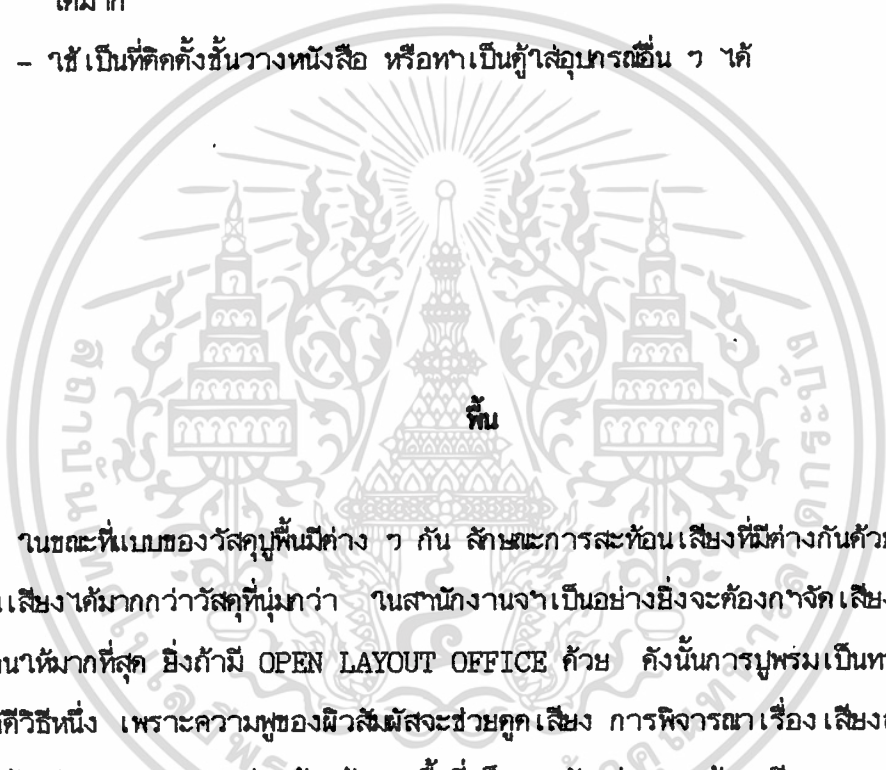 – ใช้เป็นที่ติดตั้งชั้นวางหนังสือ หรือทำเป็นตู้ใส่อุปกรณ์อื่น ๆ ได้
พื้น
ในขณะที่แบบของวัสดุปูพื้นมีต่าง ๆ กัน ลักษณะการสะท้อนเสียงที่มีต่างกันด้วย
เสียงได้มากกว่าวัสดุที่นุ่มกว่า ในสำนักงานจำเป็นอย่างยิ่งจะต้องกำจัดเสียง
ให้มากที่สุด ยิ่งถ้ามี OPEN LAYOUT OFFICE ด้วย ดังนั้นการปูพรมเป็น
ดีวิธีหนึ่ง เพราะความฟูของผิวสัมผัสจะช่วยดูดเสียง การพิจารณาเรื่องเสียง